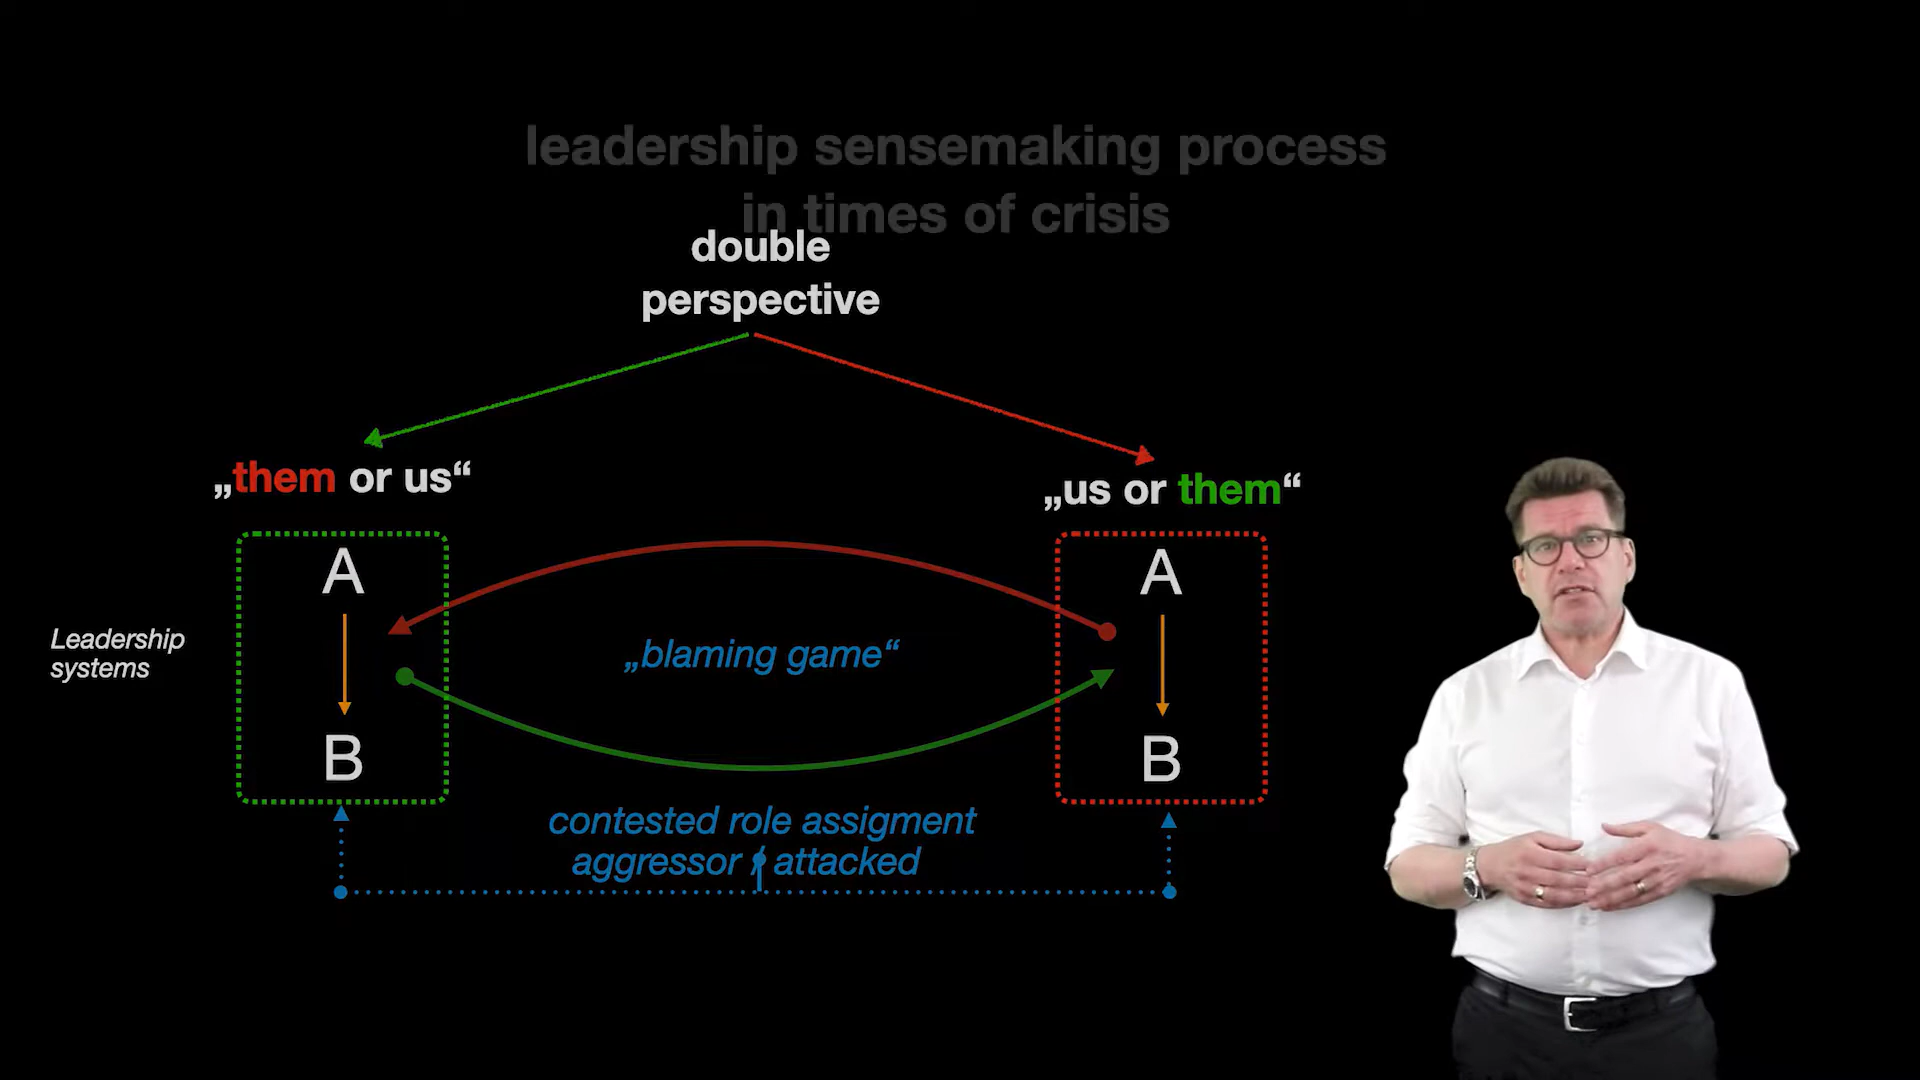 leadership sensemaking process
in times of crisis
double
perspective
„them or us“
„us or them“
A
A
Leadership
systems
„blaming game“
B
B
contested role assigment
aggressor / attacked